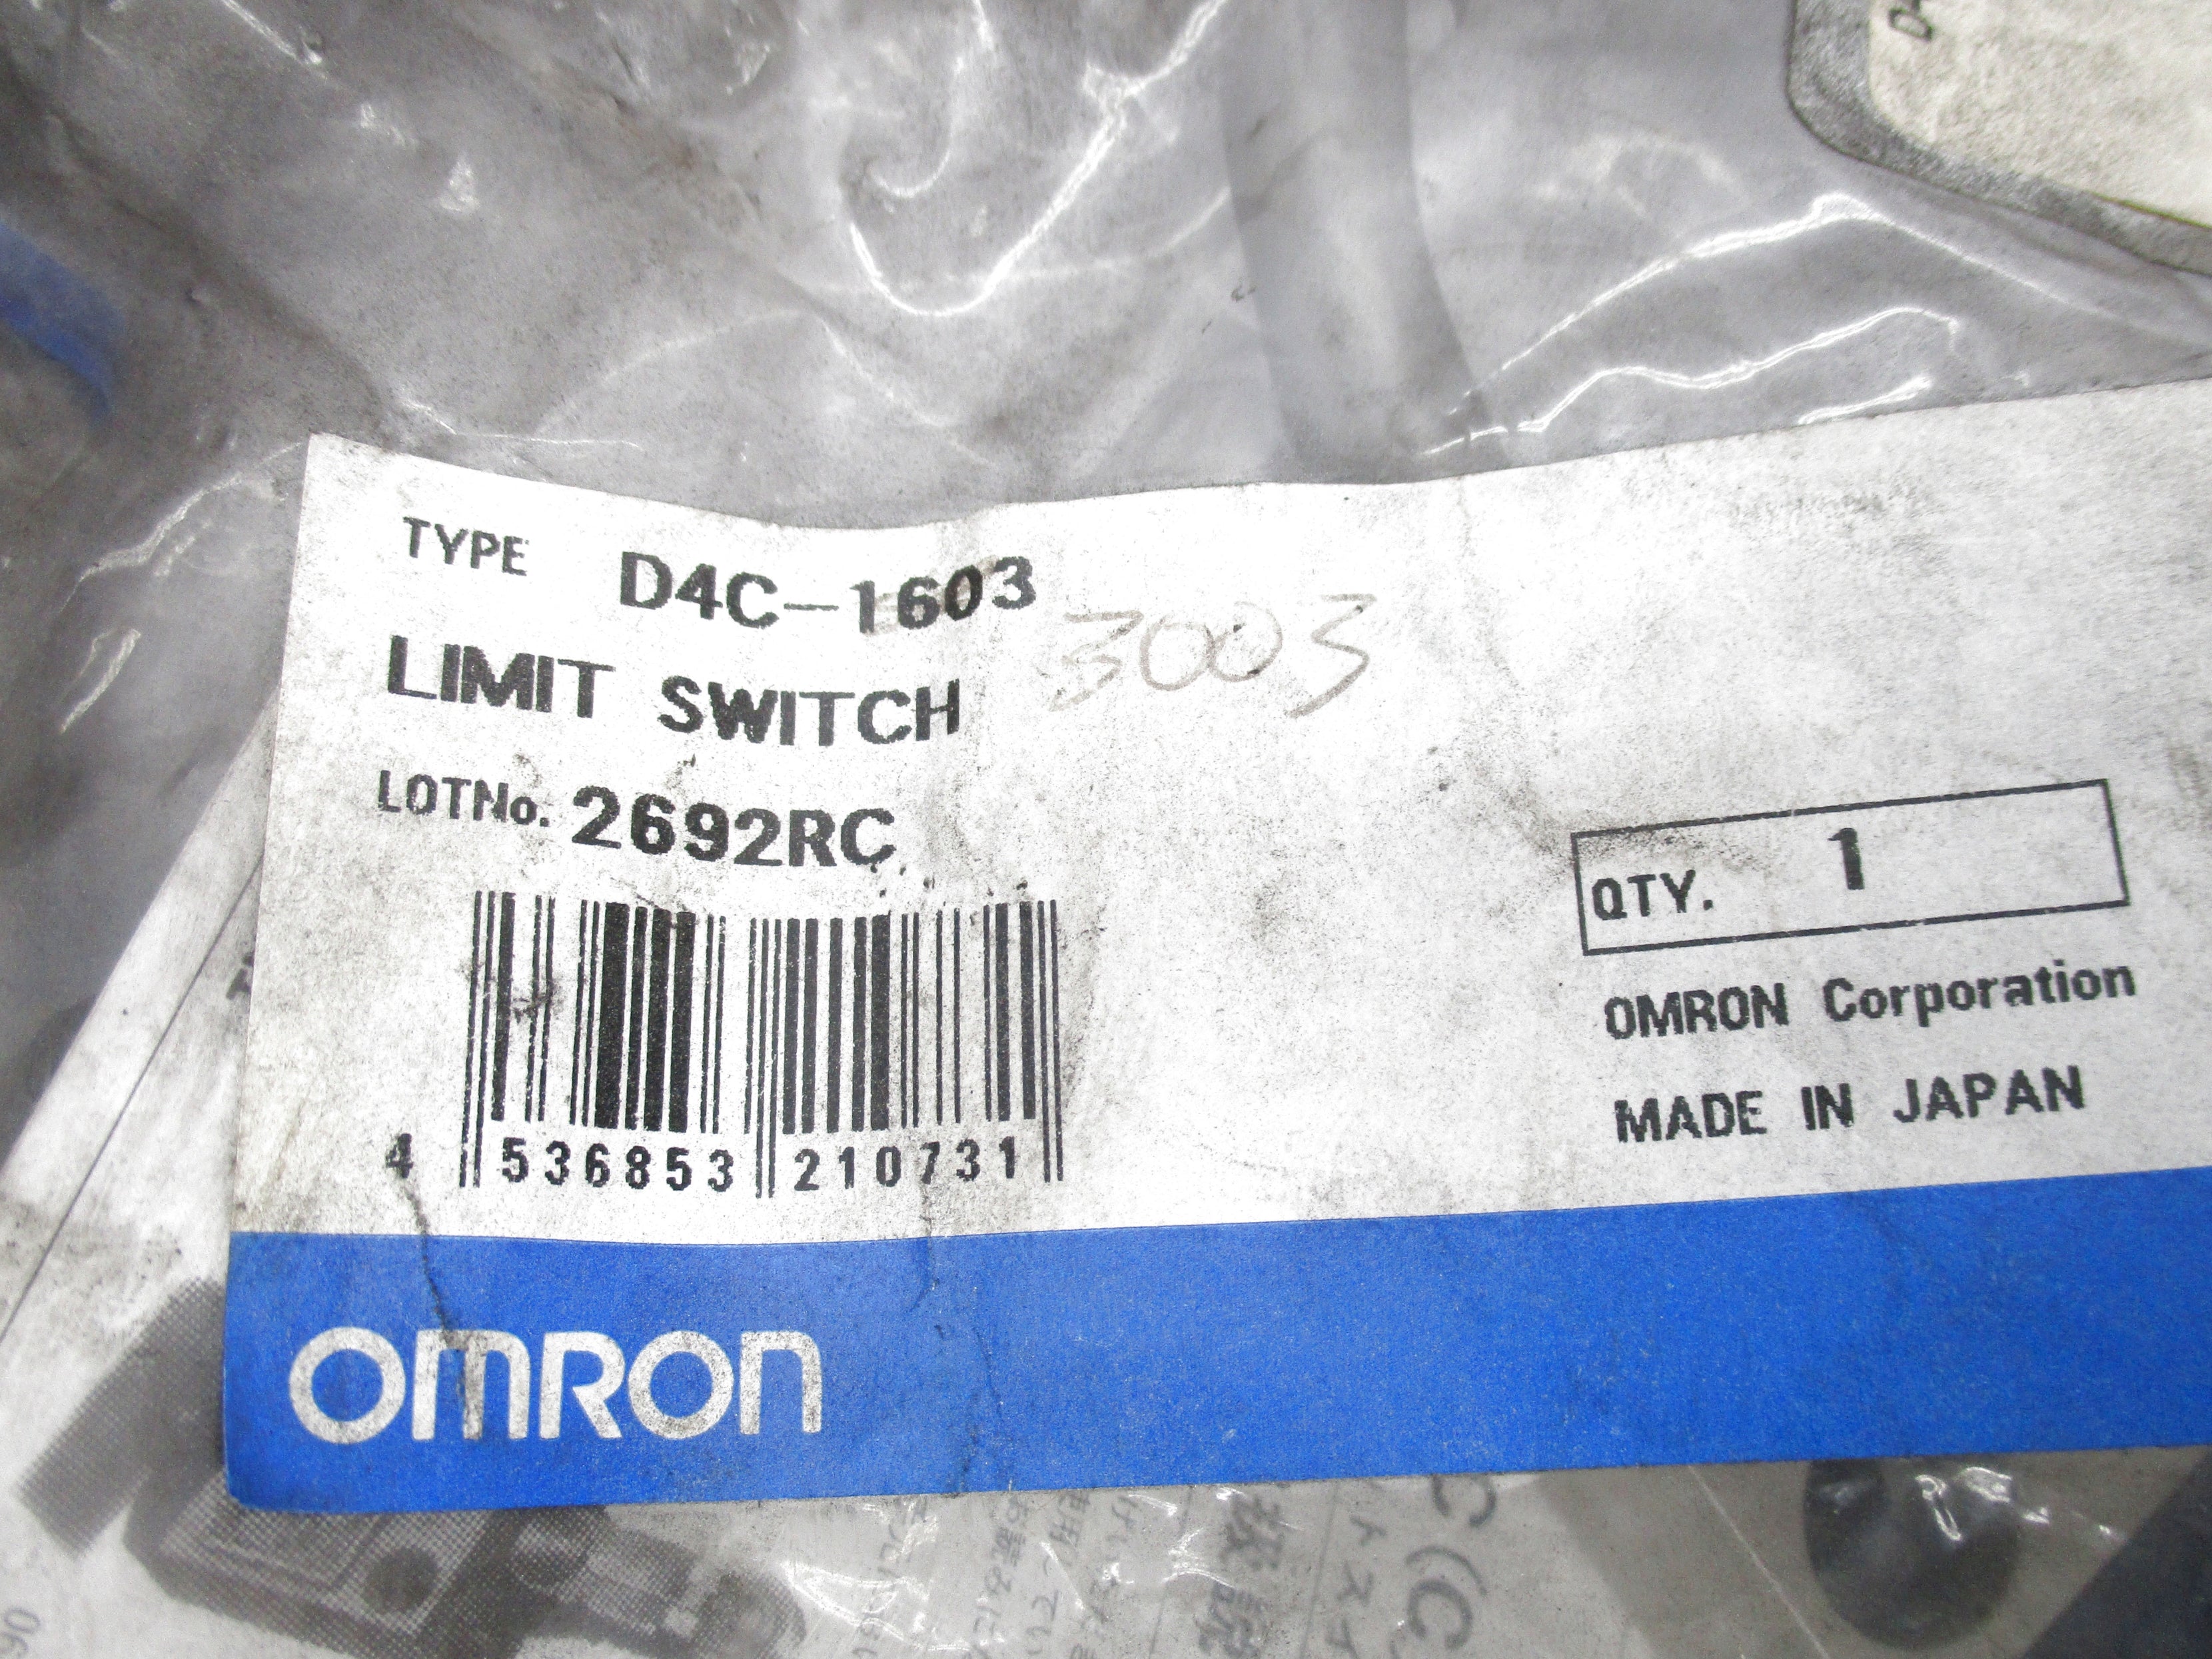 TYPE D4C-1603
3003
LIMIT SWITCH
LOTNo. 2692RC
QTY. 1
4 536853 210731
OMRON Corporation
MADE IN JAPAN
OMRON